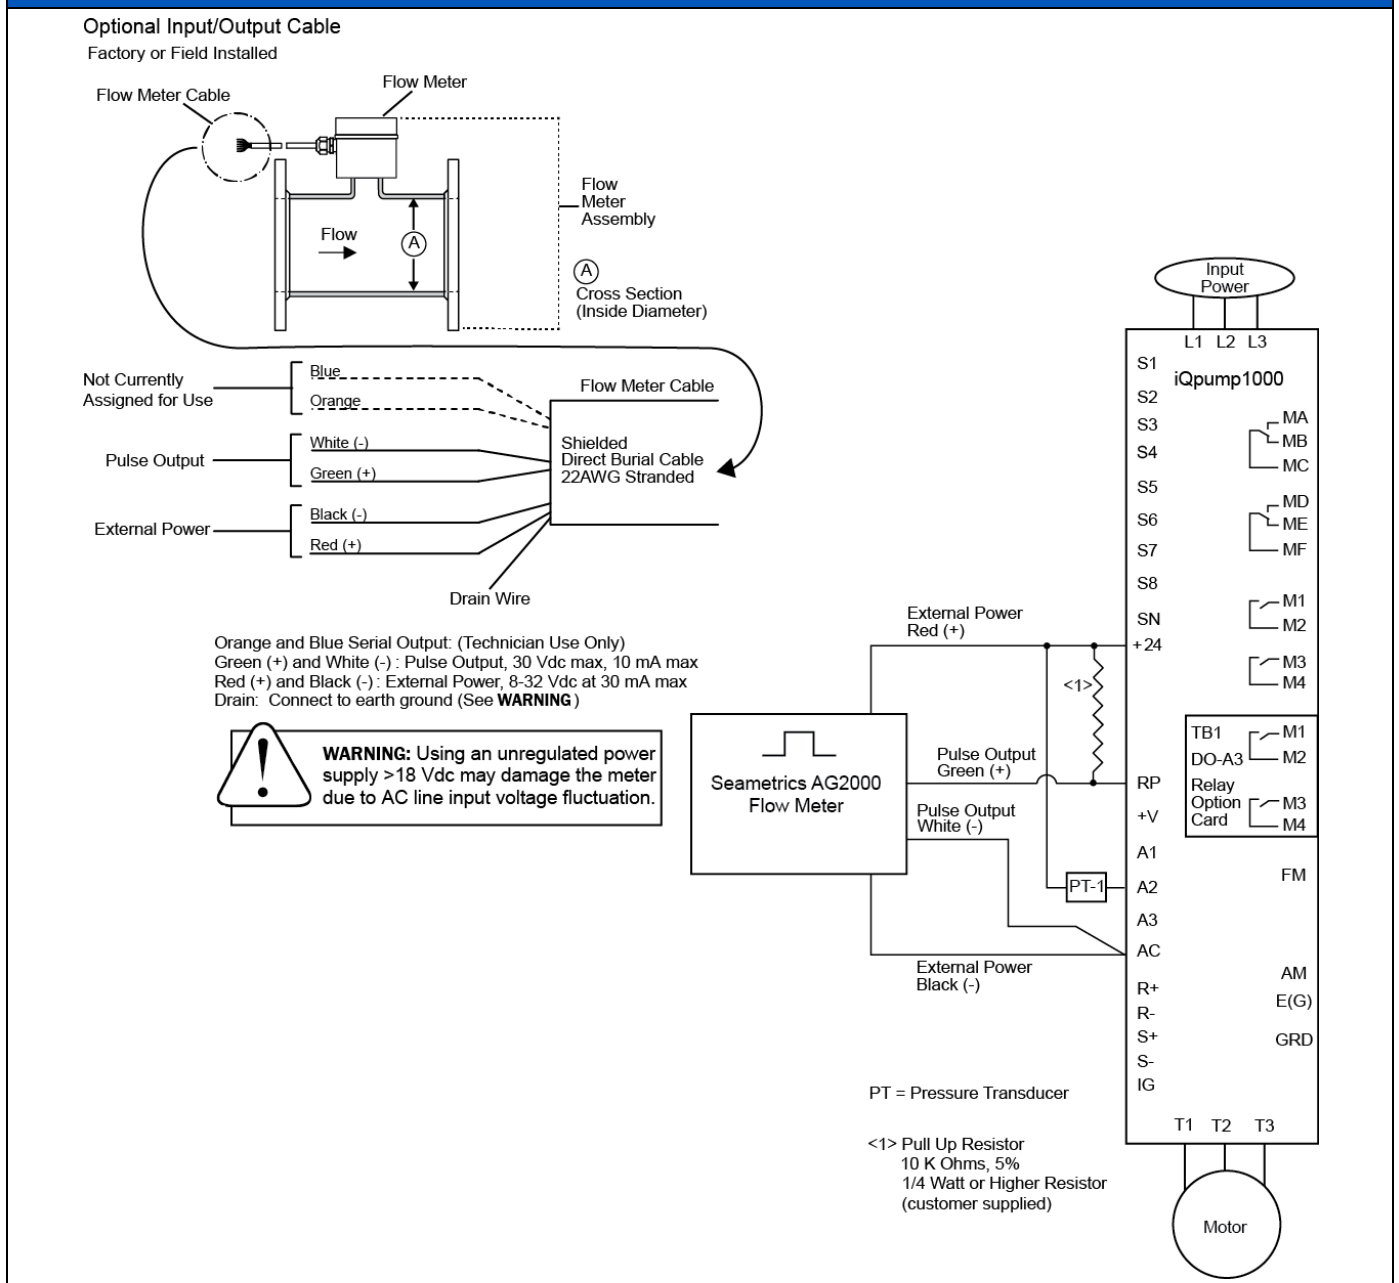 Optional Input/Output Cable
Factory or Field Installed
Flow Meter Cable
Flow Meter
Flow
Meter
Assembly
Flow
A
A
Cross Section
(Inside Diameter)
Not Currently
Assigned for Use
Blue
Orange
Pulse Output
White (-)
Green (+)
External Power
Black (-)
Red (+)
Flow Meter Cable
Shielded
Direct Burial Cable
22AWG Stranded
Drain Wire
Orange and Blue Serial Output: (Technician Use Only)
Green (+) and White (-) : Pulse Output, 30 Vdc max, 10 mA max
Red (+) and Black (-) : External Power, 8-32 Vdc at 30 mA max
Drain: Connect to earth ground (See WARNING)
WARNING: Using an unregulated power
supply >18 Vdc may damage the meter
due to AC line input voltage fluctuation.
Input
Power
L1 L2 L3
iQpump1000
S1
S2
S3
S4
S5
S6
S7
S8
SN
+24
RP
+V
A1
A2
A3
AC
R+
R-
S+
S-
IG
MA
MB
MC
MD
ME
MF
M1
M2
M3
M4
TB1
DO-A3
Relay
Option
Card
M1
M2
M3
M4
FM
AM
E(G)
GRD
T1 T2 T3
Motor
External Power
Red (+)
<1>
Seametrics AG2000
Flow Meter
Pulse Output
Green (+)
Pulse Output
White (-)
PT-1
External Power
Black (-)
PT = Pressure Transducer
<1> Pull Up Resistor
10 K Ohms, 5%
1/4 Watt or Higher Resistor
(customer supplied)